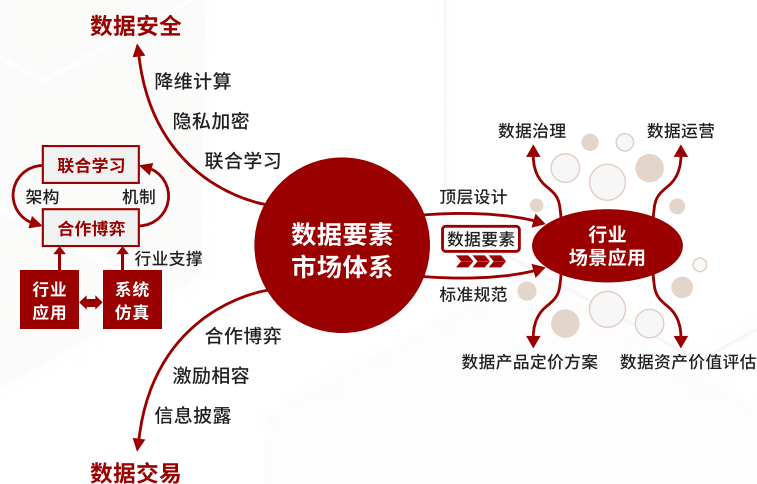 数据安全
降维计算
隐私加密
联合学习
联合学习
架构
机制
合作博弈
行业支撑
行业
应用
系统
仿真
数据要素
市场体系
顶层设计
数据要素
标准规范
数据治理
数据运营
行业
场景应用
数据产品定价方案
数据资产价值评估
合作博弈
激励相容
信息披露
数据交易